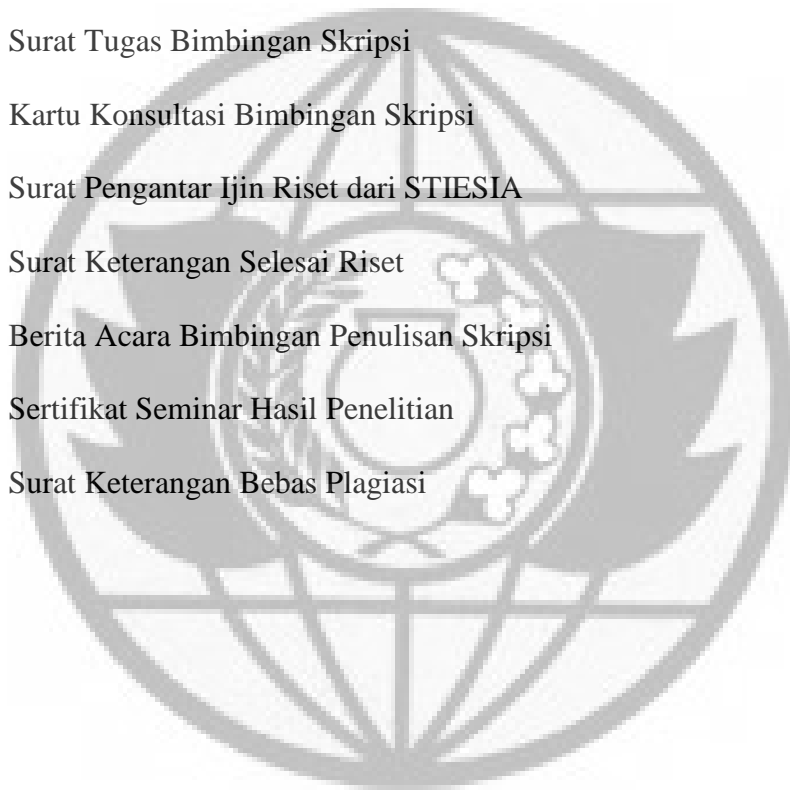 Surat Tugas Bimbingan Skripsi
Kartu Konsultasi Bimbingan Skripsi
Surat Pengantar Ijin Riset dari STIESIA
Surat Keterangan Selesai Riset
Berita Acara Bimbingan Penulisan Skripsi
Sertifikat Seminar Hasil Penelitian
Surat Keterangan Bebas Plagiasi